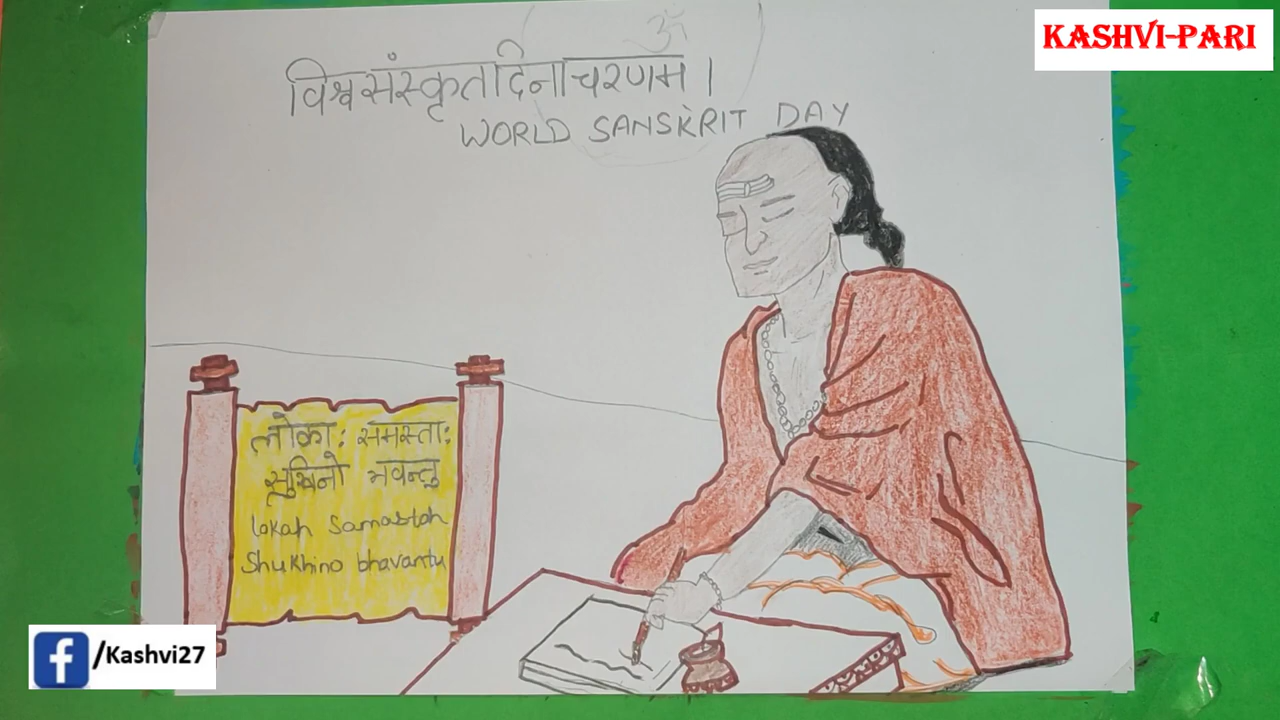 KASHVI-PARI
ॐ
विश्वसंस्कृतदिनाचरणम।
WORLD SANSKRIT DAY
लोका: समस्ता:
सुखिनो भवन्तु
lokah Samastah
Shukhino bhavantu
/Kashvi27